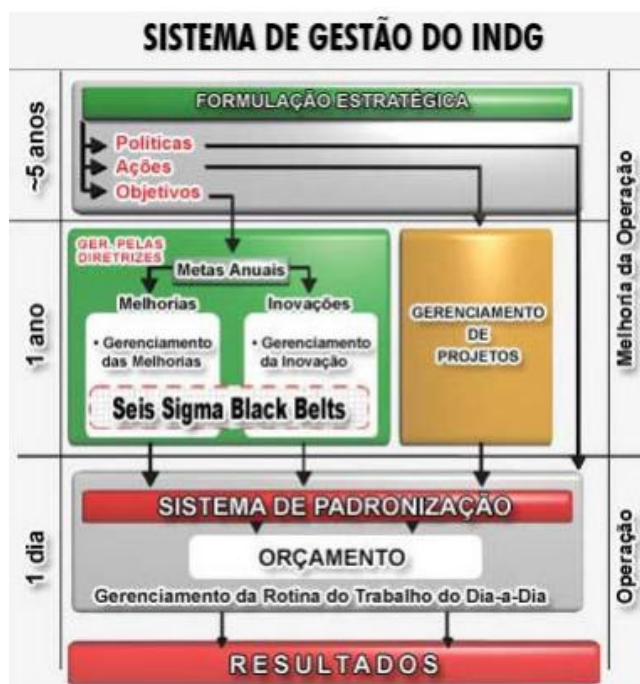 SISTEMA DE GESTÃO DO INDG
~5 anos
FORMULAÇÃO ESTRATÉGICA
Políticas
Ações
Objetivos
Melhoria da Operação
1 ano
GER. PELAS
DIRETRIZES
Metas Anuais
Melhorias
Inovações
• Gerenciamento
das Melhorias
• Gerenciamento
da Inovação
Seis Sigma Black Belts
GERENCIAMENTO
DE
PROJETOS
1 dia
SISTEMA DE PADRONIZAÇÃO
ORÇAMENTO
Gerenciamento da Rotina do Trabalho do Dia-a-Dia
Operação
RESULTADOS